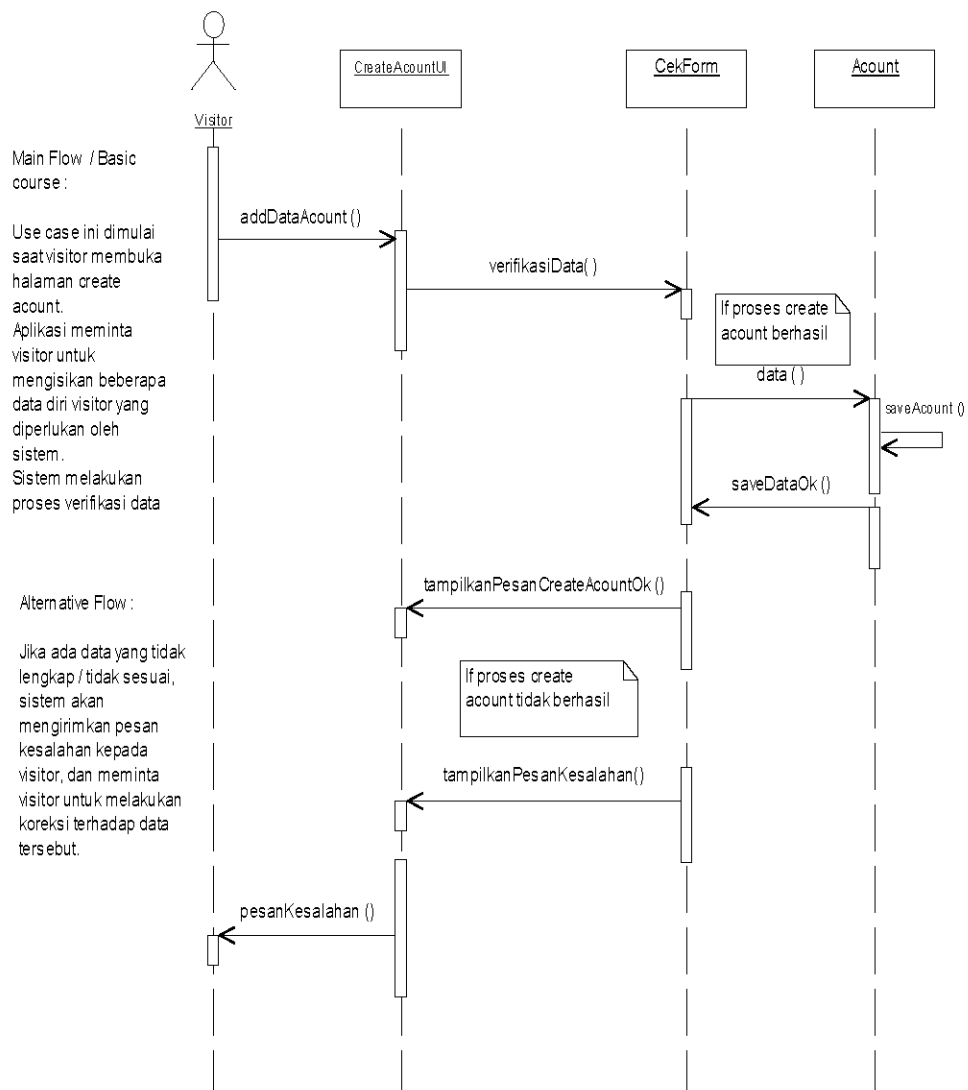 CreateAcountUI
CekForm
Acount
Visitor
Main Flow / Basic
course :
Use case ini dimulai
saat visitor membuka
halaman create
acount.
Aplikasi meminta
visitor untuk
mengisikan beberapa
data diri visitor yang
diperlukan oleh
sistem.
Sistem melakukan
proses verifikasi data
addDataAcount ()
verifikasiData( )
If proses create
acount berhasil
data ( )
saveAcount ()
saveDataOk ()
tampilkanPesanCreateAcountOk ()
Alternative Flow :
Jika ada data yang tidak
lengkap / tidak sesuai,
sistem akan
mengirimkan pesan
kesalahan kepada
visitor, dan meminta
visitor untuk melakukan
koreksi terhadap data
tersebut.
If proses create
acount tidak berhasil
tampilkanPesanKesalahan()
pesanKesalahan ()